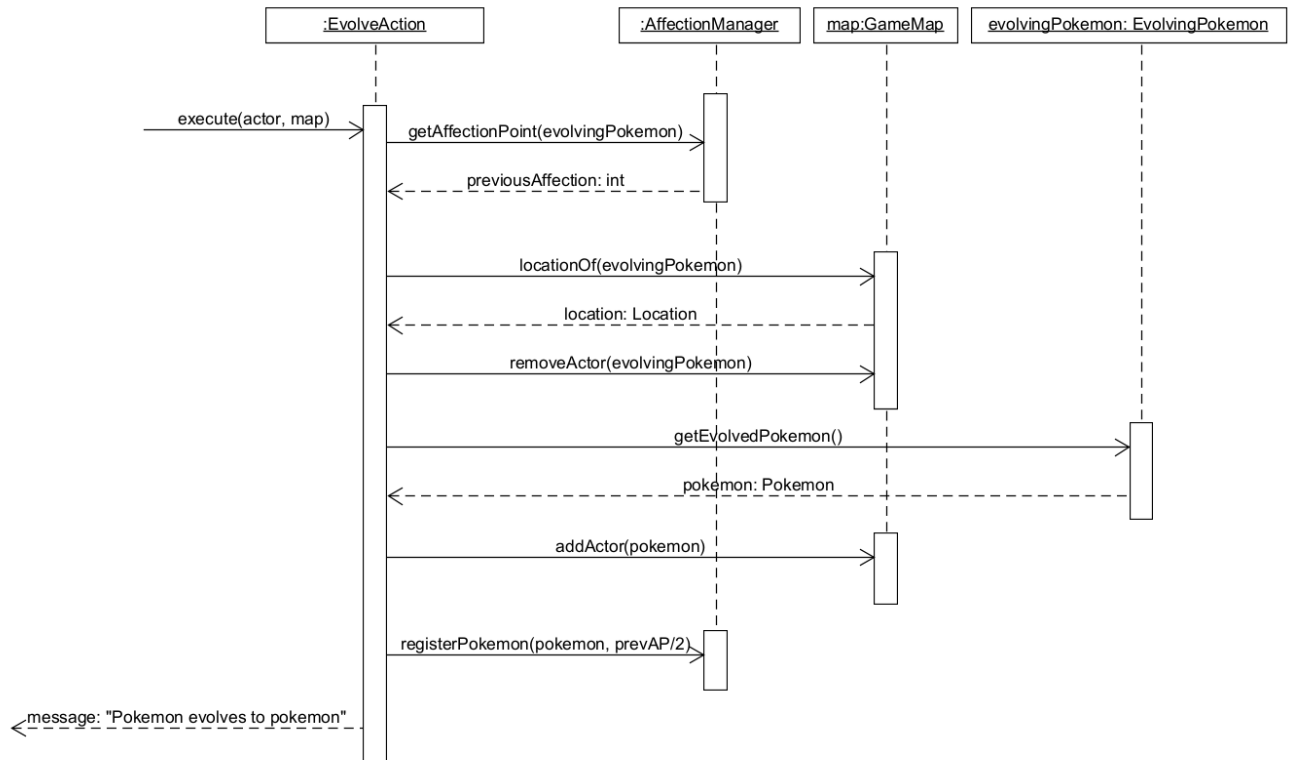 :EvolveAction
:AffectionManager
map:GameMap
evolvingPokemon: EvolvingPokemon
execute(actor, map)
getAffectionPoint(evolvingPokemon)
previousAffection: int
locationOf(evolvingPokemon)
location: Location
removeActor(evolvingPokemon)
getEvolvedPokemon()
pokemon: Pokemon
addActor(pokemon)
registerPokemon(pokemon, prevAP/2)
message: "Pokemon evolves to pokemon"